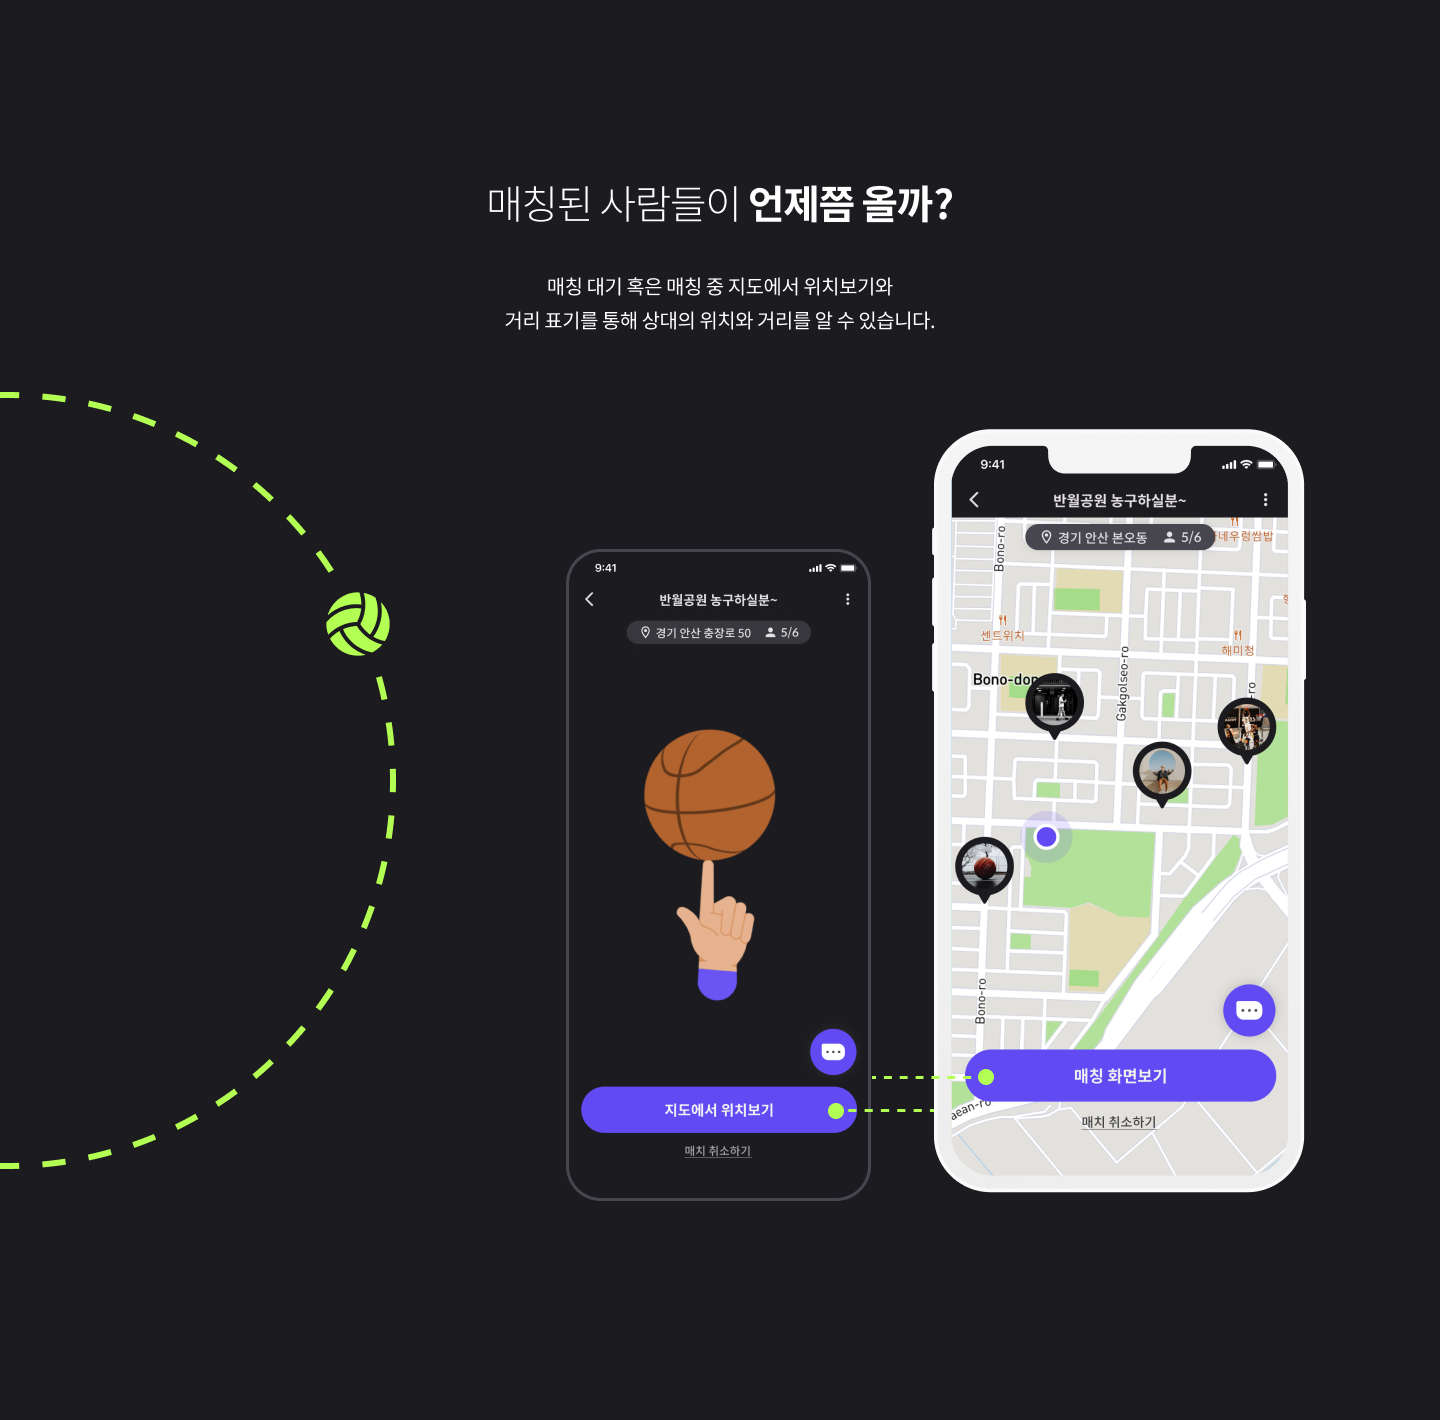 매칭된 사람들이 언제쯤 올까?
매칭 대기 혹은 매칭 중 지도에서 위치보기와
거리 표기를 통해 상대의 위치와 거리를 알 수 있습니다.
9:41
반월공원 농구하실분~
경기 안산 충장로 50 5/6
지도에서 위치보기
매치 취소하기
9:41
반월공원 농구하실분~
경기 안산 본오동 5/6
네우렁쌈밥
Bono-ro
센트위치
해미청
Gakgolseo-ro
-ro
Bono-don
Bono-ro
매칭 화면보기
aean-ro
매치 취소하기